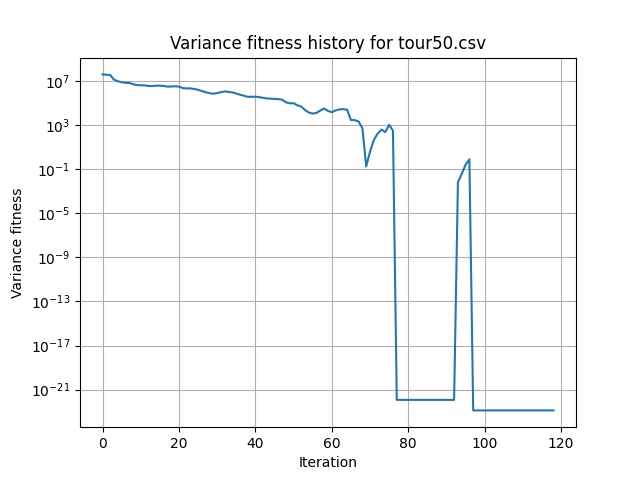 Variance fitness history for tour50.csv
Variance fitness
10^7
10^3
10^−1
10^−5
10^−9
10^−13
10^−17
10^−21
0 20 40 60 80 100 120
Iteration